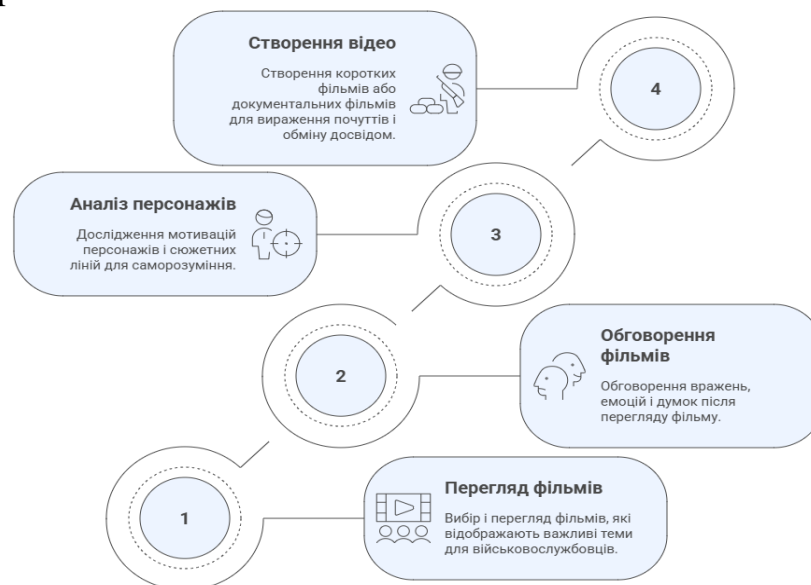 Створення відео
Створення коротких
фільмів або
документальних фільмів
для вираження почуттів і
обміну досвідом.
4
Аналіз персонажів
Дослідження мотивацій
персонажів і сюжетних
ліній для саморозуміння.
3
2
Обговорення
фільмів
Обговорення вражень,
емоцій і думок після
перегляду фільму.
1
Перегляд фільмів
Вибір і перегляд фільмів, які
відображають важливі теми
для військовослужбовців.